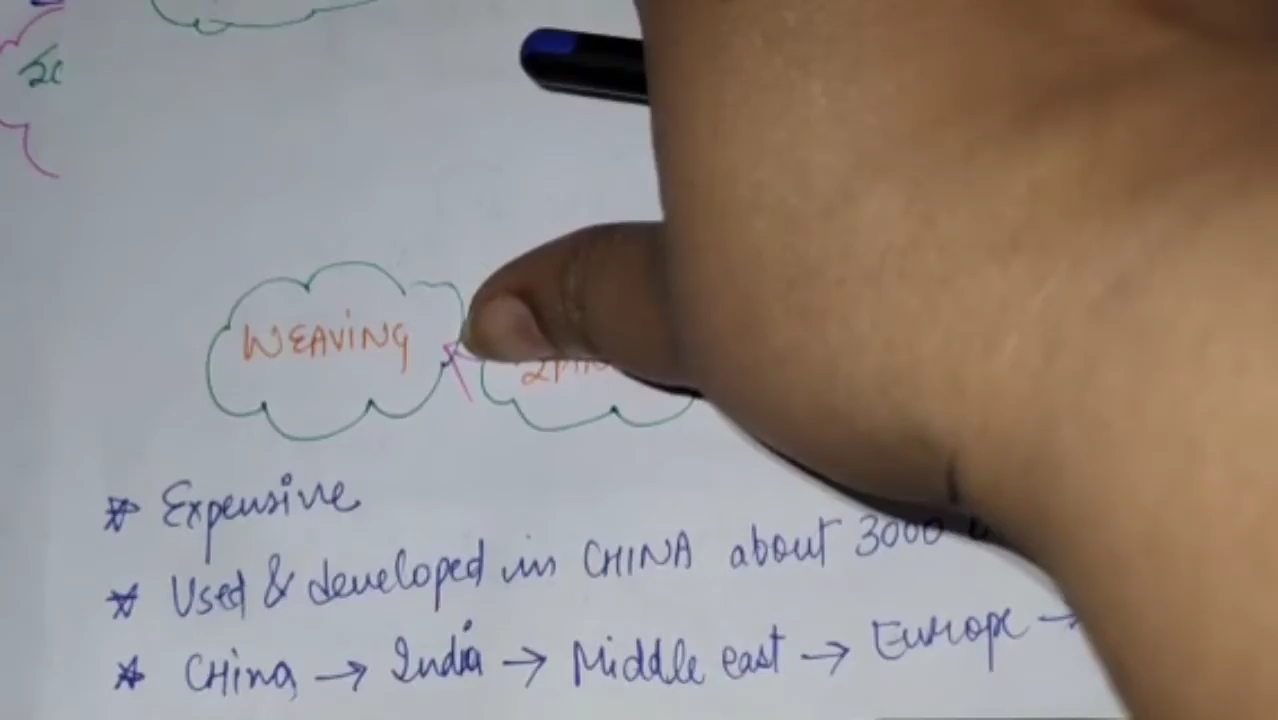 WEAVING
* Expensive
* Used & developed in CHINA about 3000
* China → India → Middle east → Europe →